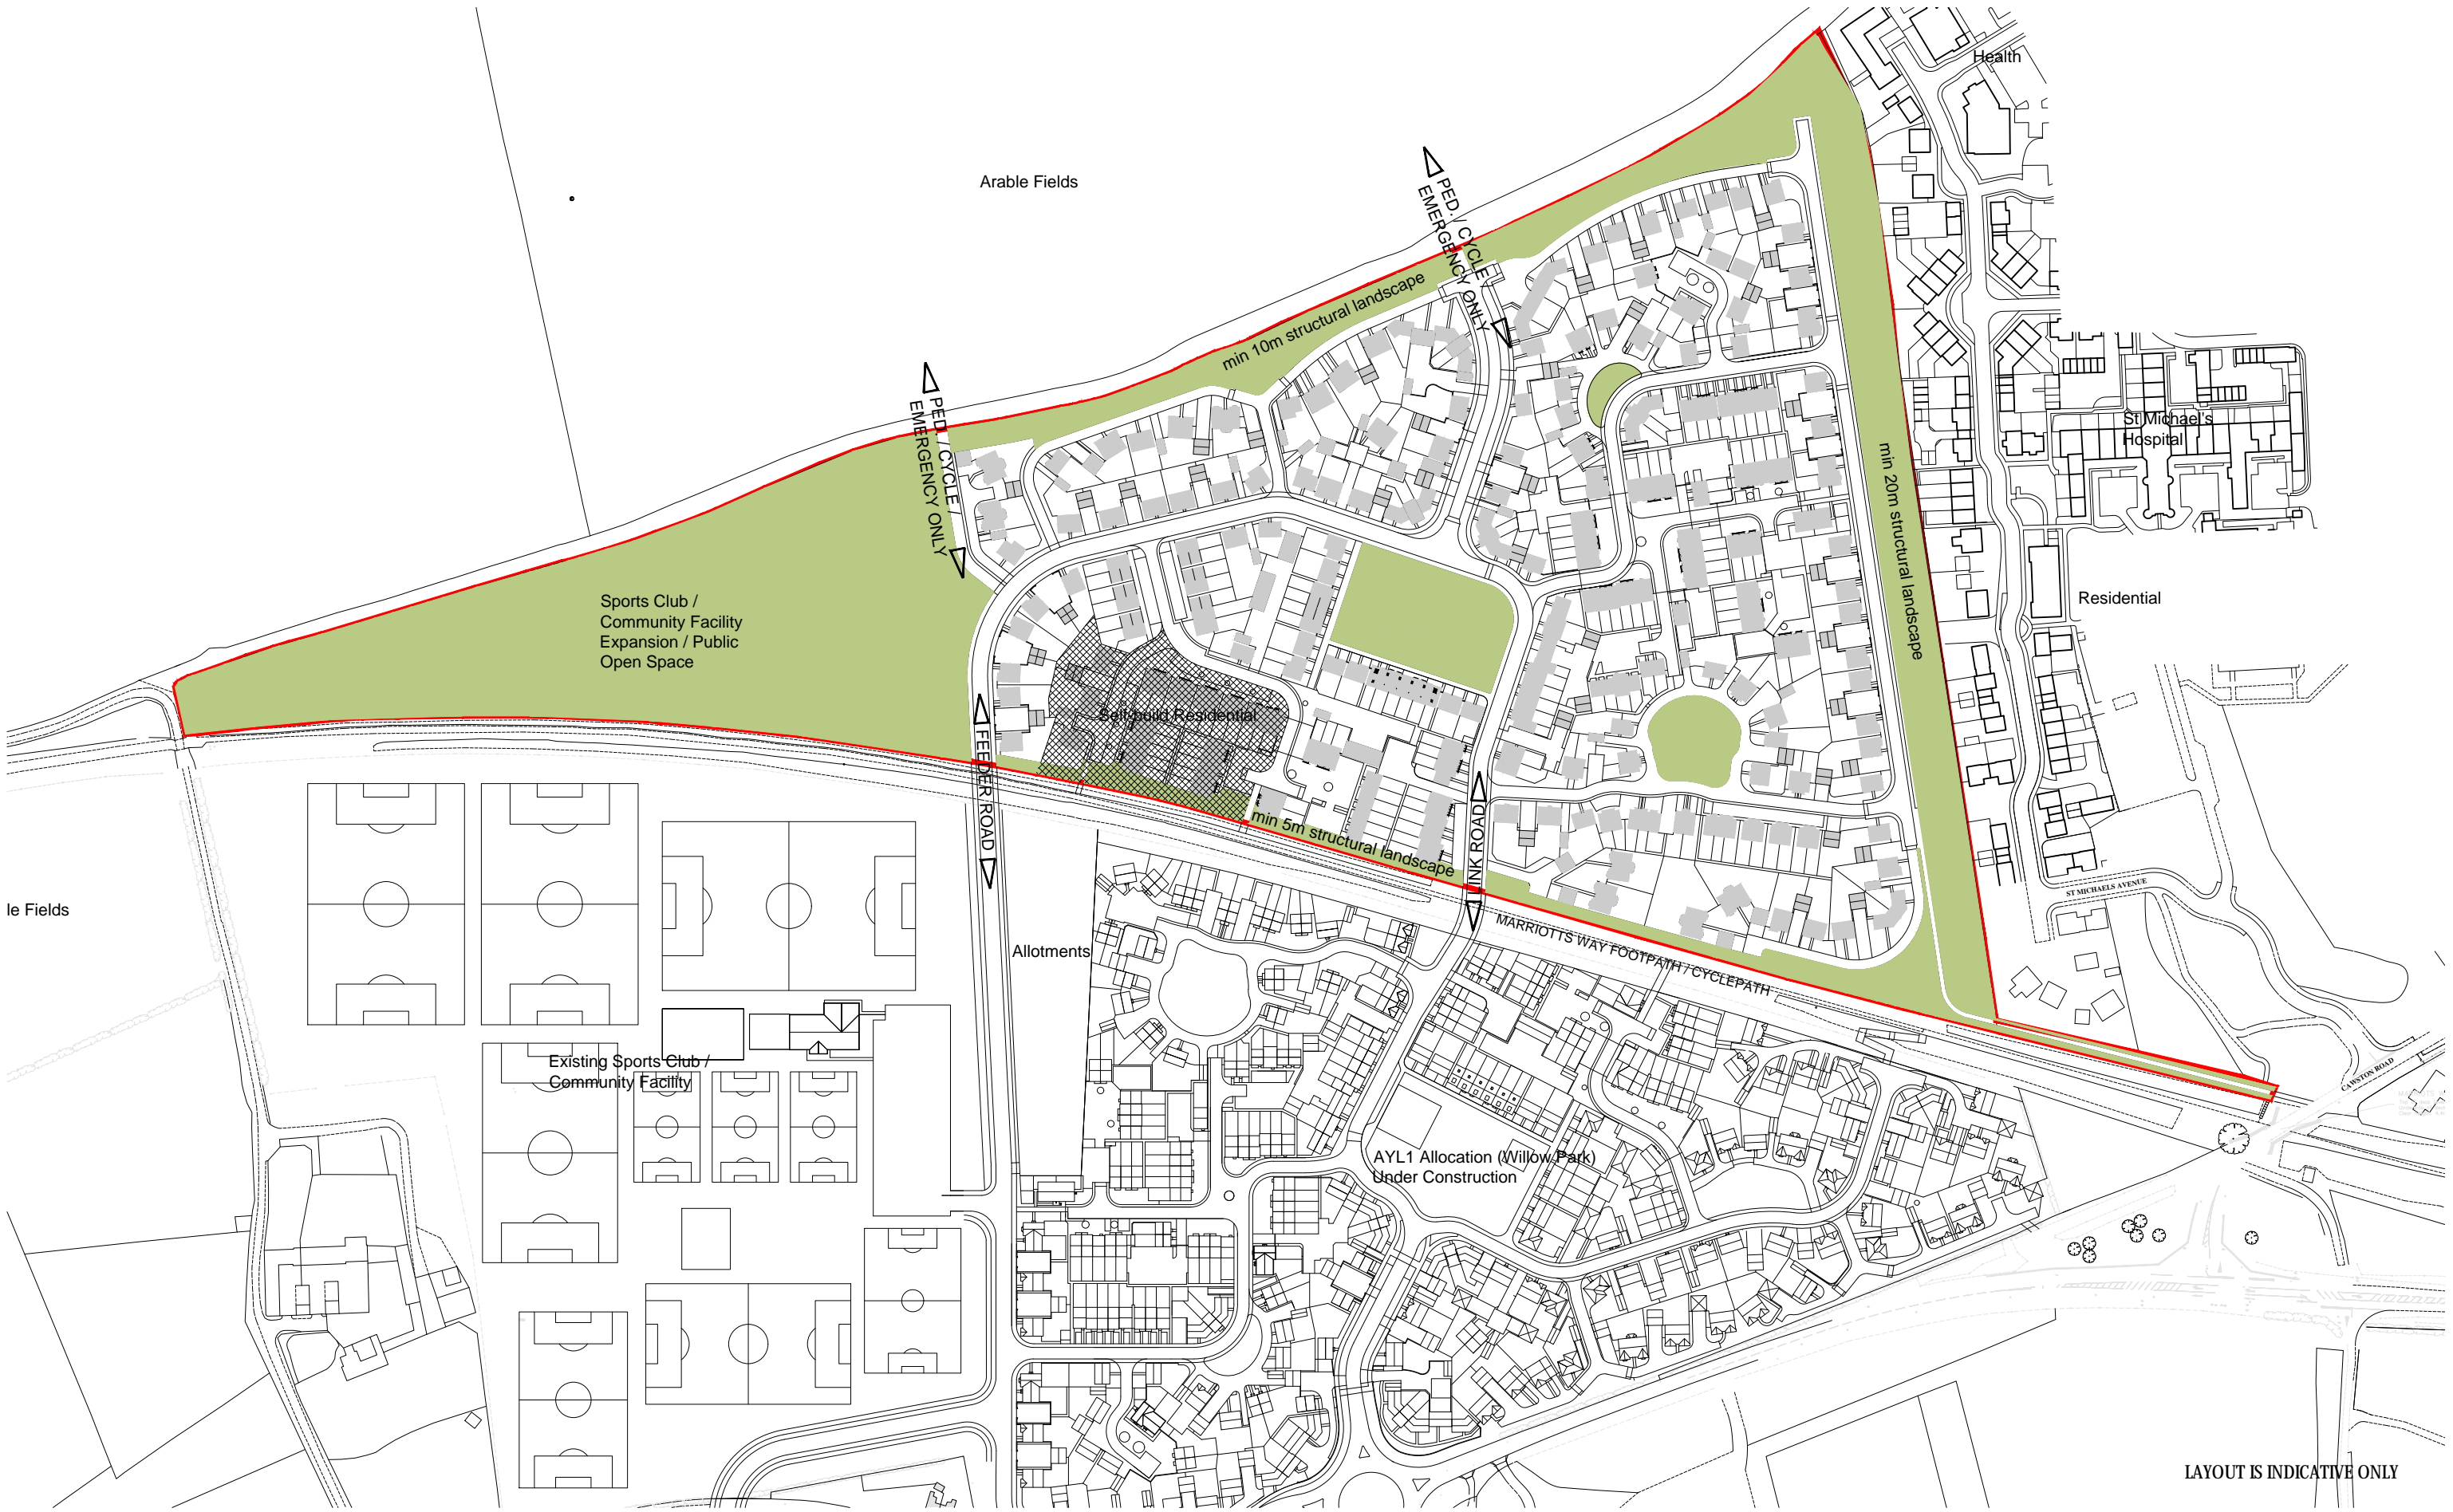 Health
Arable Fields
PED. / CYCLE
EMERGENCY ONLY
min 10m structural landscape
PED. / CYCLE /
EMERGENCY ONLY
St Michael's
Hospital
min 20m structural landscape
Residential
Sports Club /
Community Facility
Expansion / Public
Open Space
Self-build Residential
FEEDER ROAD
min 5m structural landscape
LINK ROAD
ST MICHAELS AVENUE
le Fields
MARRIOTTS WAY FOOTPATH / CYCLEPATH
Allotments
Existing Sports Club /
Community Facility
CAWSTON ROAD
AYL1 Allocation (Willow Park)
Under Construction
LAYOUT IS INDICATIVE ONLY